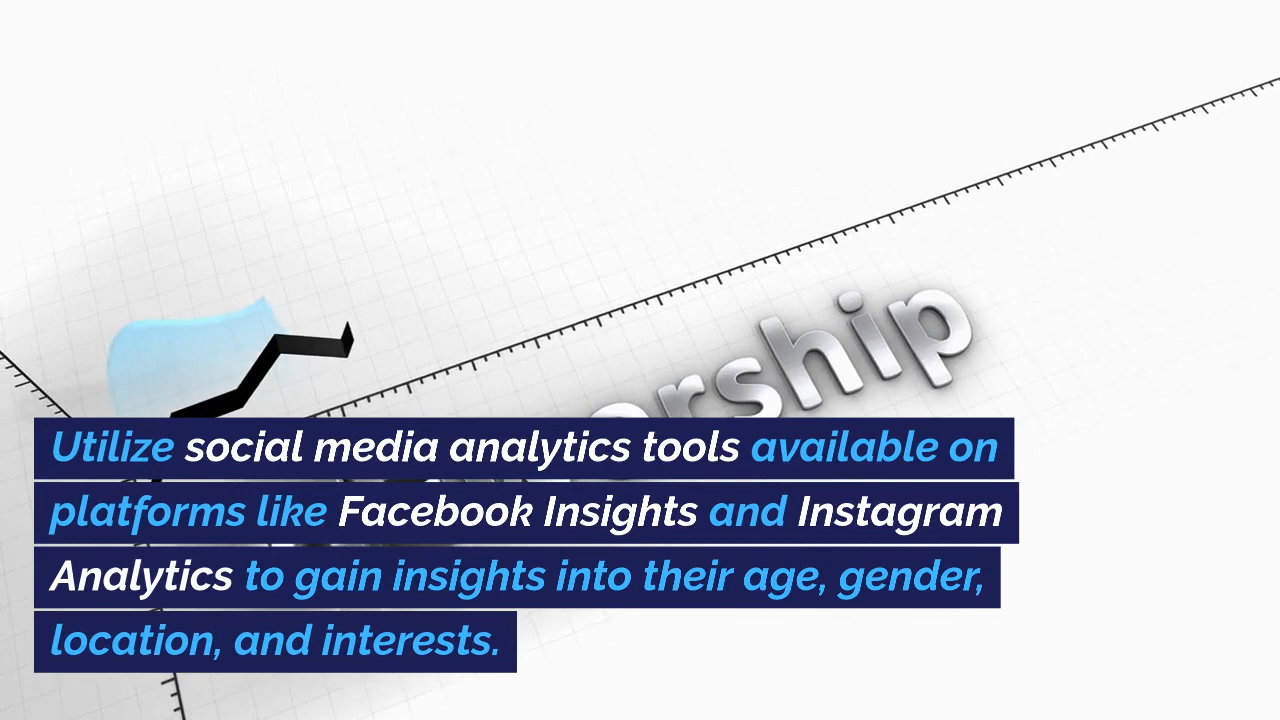 Utilize social media analytics tools available on
platforms like Facebook Insights and Instagram
Analytics to gain insights into their age, gender,
location, and interests.